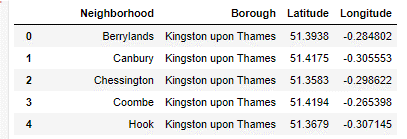 Neighborhood Borough Latitude Longitude
0 Berrylands Kingston upon Thames 51.3938 -0.284802
1 Canbury Kingston upon Thames 51.4175 -0.305553
2 Chessington Kingston upon Thames 51.3583 -0.298622
3 Coombe Kingston upon Thames 51.4194 -0.265398
4 Hook Kingston upon Thames 51.3679 -0.307145